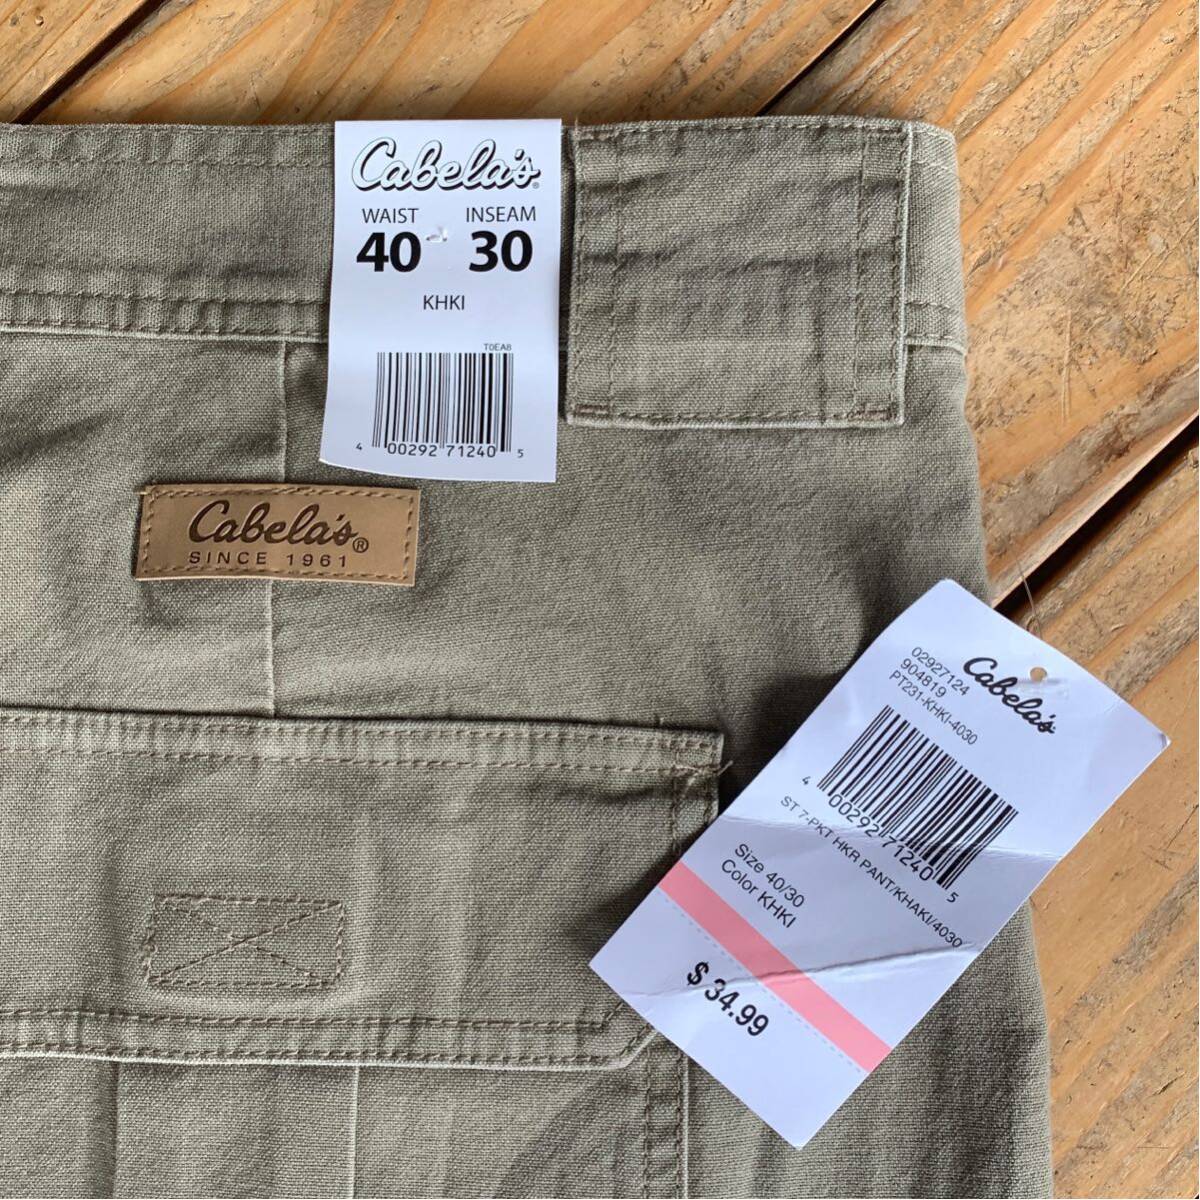 Cabela's®
WAIST INSEAM
40 - 30
KHKI
T0EA8
4 00292 71240 5
Cabela's®
SINCE 1961
Cabela's
02927124
904819
PT231-KHKI-4030
4 00292 71240 5
ST 7-PKT HKR PANT/KHAKI/4030
Size 40/30
Color KHKI
$ 34.99